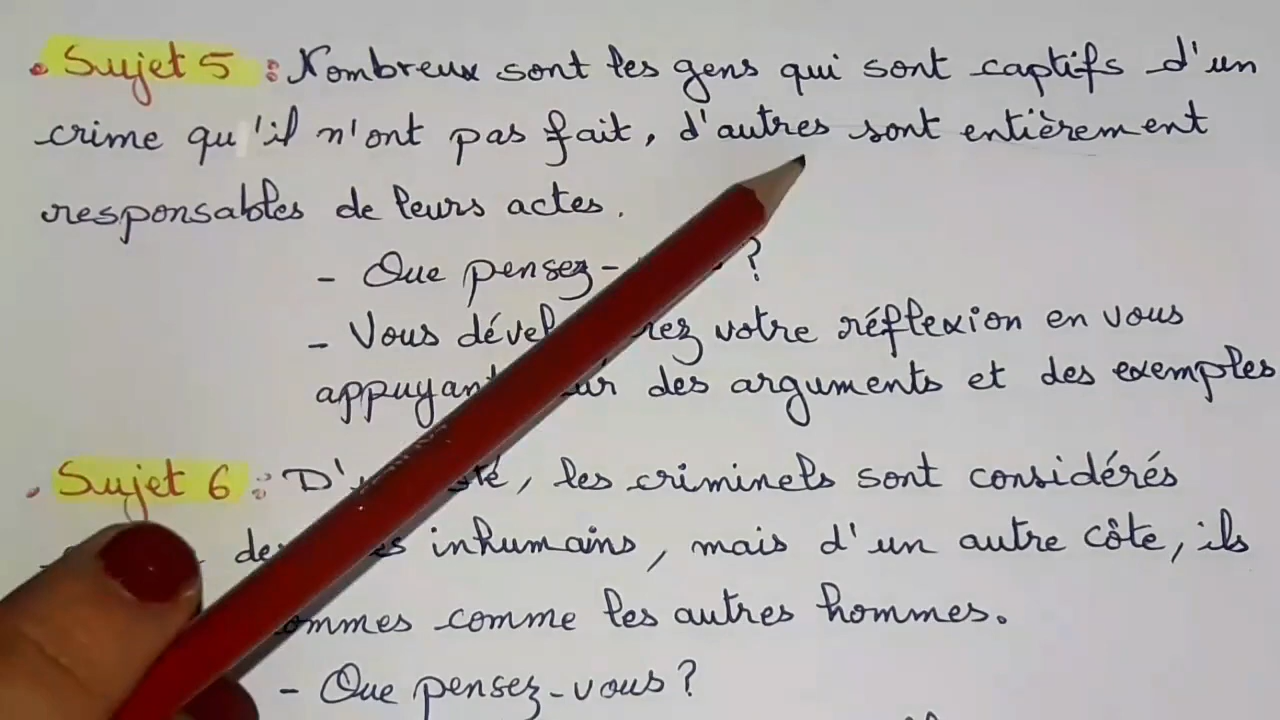 . Sujet 5 : Nombreux sont les gens qui sont captifs d'un
crime qu'il n'ont pas fait, d'autres sont entièrement
responsables de leurs actes.
- Que pensez- ?
- Vous dével rez votre réflexion en vous
appuyant des arguments et des exemples
. Sujet 6 : D' , les criminels sont considérés
inhumains, mais d'un autre côte, ils
comme les autres hommes.
- Que pensez-vous ?